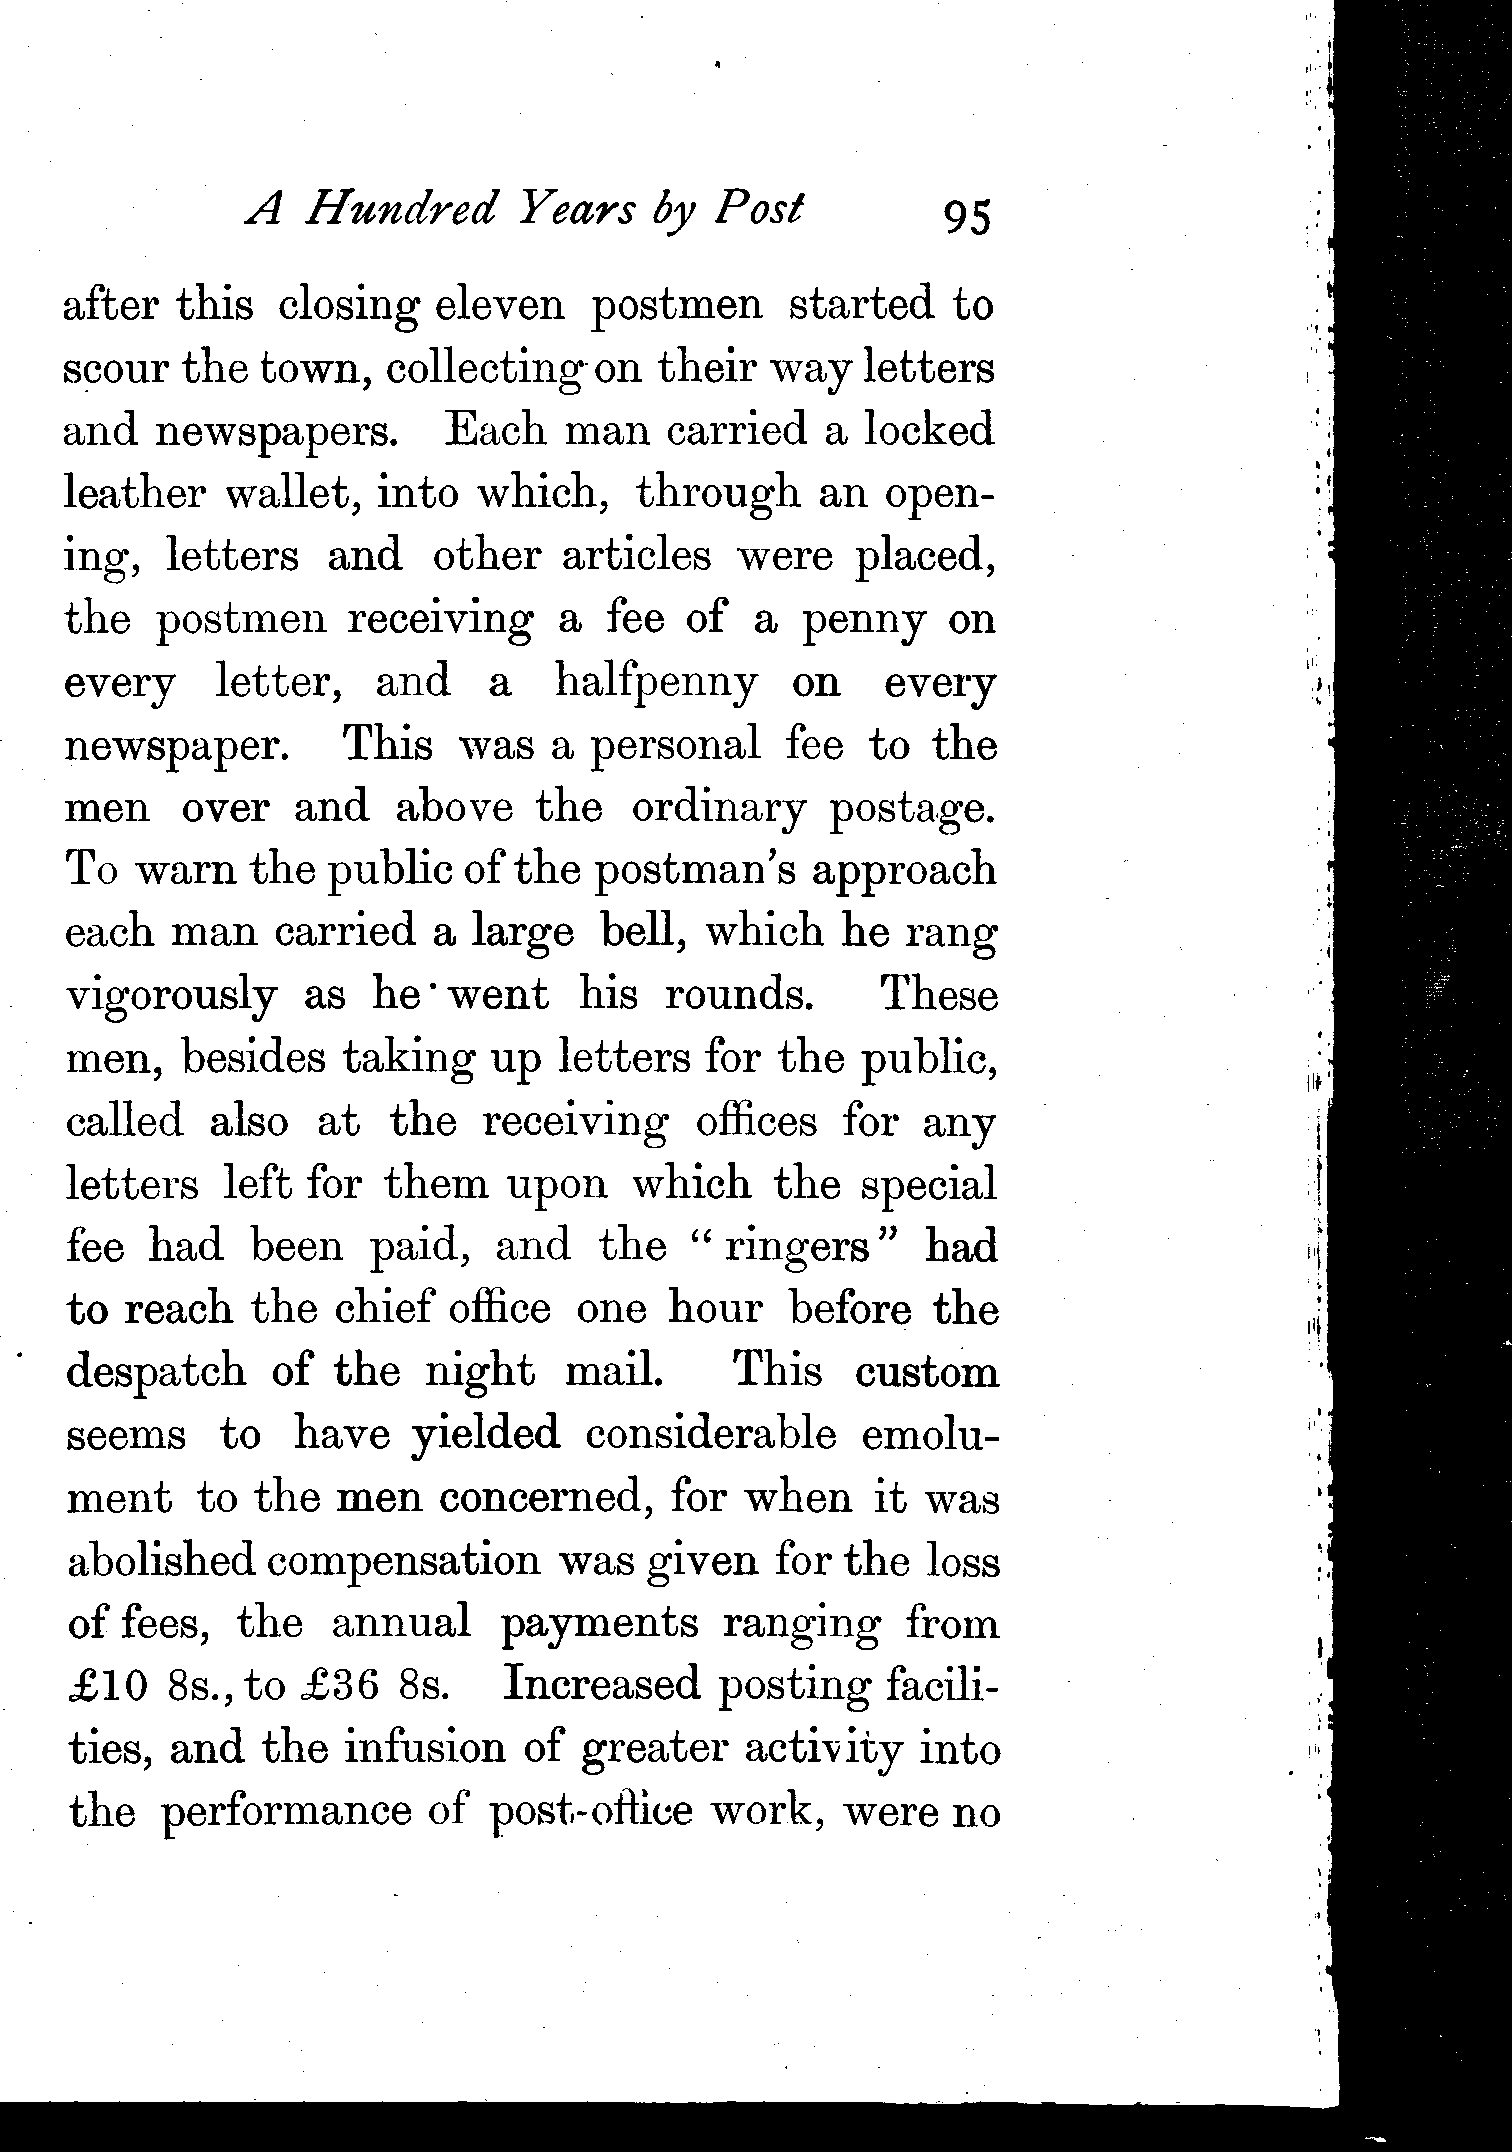 A Hundred Years by Post 95
after this closing eleven postmen started to
scour the town, collecting on their way letters
and newspapers. Each man carried a locked
leather wallet, into which, through an open-
ing, letters and other articles were placed,
the postmen receiving a fee of a penny on
every letter, and a halfpenny on every
newspaper. This was a personal fee to the
men over and above the ordinary postage.
To warn the public of the postman's approach
each man carried a large bell, which he rang
vigorously as he went his rounds. These
men, besides taking up letters for the public,
called also at the receiving offices for any
letters left for them upon which the special
fee had been paid, and the “ ringers” had
to reach the chief office one hour before the
despatch of the night mail. This custom
seems to have yielded considerable emolu-
ment to the men concerned, for when it was
abolished compensation was given for the loss
of fees, the annual payments ranging from
£10 8s., to £36 8s. Increased posting facili-
ties, and the infusion of greater activity into
the performance of post-office work, were no